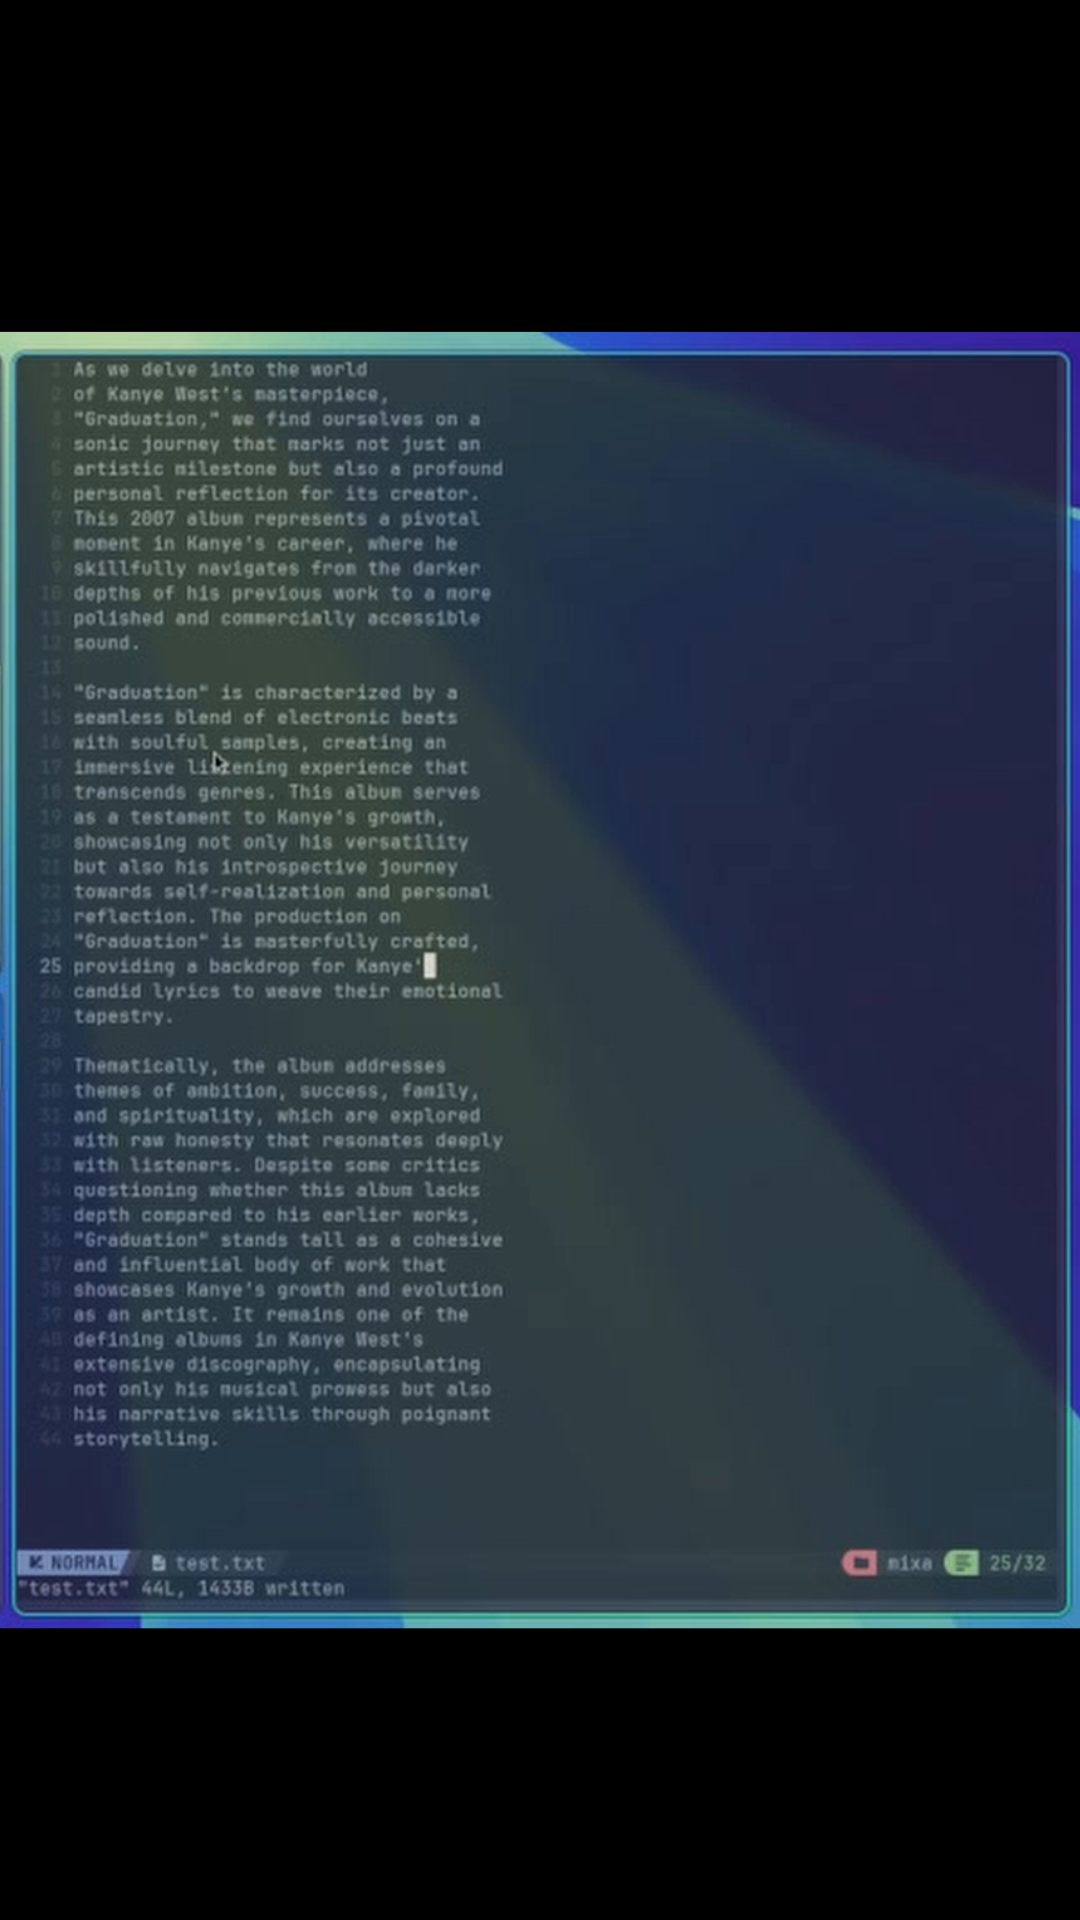 1 As we delve into the world
2 of Kanye West's masterpiece,
3 "Graduation," we find ourselves on a
4 sonic journey that marks not just an
5 artistic milestone but also a profound
6 personal reflection for its creator.
7 This 2007 album represents a pivotal
8 moment in Kanye's career, where he
9 skillfully navigates from the darker
10 depths of his previous work to a more
11 polished and commercially accessible
12 sound.
13
14 "Graduation" is characterized by a
15 seamless blend of electronic beats
16 with soulful samples, creating an
17 immersive listening experience that
18 transcends genres. This album serves
19 as a testament to Kanye's growth,
20 showcasing not only his versatility
21 but also his introspective journey
22 towards self-realization and personal
23 reflection. The production on
24 "Graduation" is masterfully crafted,
25 providing a backdrop for Kanye'
26 candid lyrics to weave their emotional
27 tapestry.
28
29 Thematically, the album addresses
30 themes of ambition, success, family,
31 and spirituality, which are explored
32 with raw honesty that resonates deeply
33 with listeners. Despite some critics
34 questioning whether this album lacks
35 depth compared to his earlier works,
36 "Graduation" stands tall as a cohesive
37 and influential body of work that
38 showcases Kanye's growth and evolution
39 as an artist. It remains one of the
40 defining albums in Kanye West's
41 extensive discography, encapsulating
42 not only his musical prowess but also
43 his narrative skills through poignant
44 storytelling.
NORMAL test.txt mixa 25/32
"test.txt" 44L, 1433B written